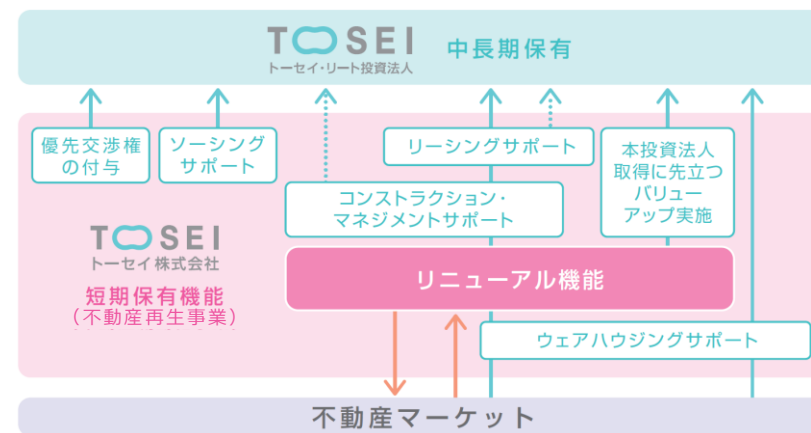 TOSEI
トーセイ・リート投資法人
中長期保有
優先交渉権
の付与
ソーシング
サポート
リーシングサポート
本投資法人
取得に先立つ
バリュー
アップ実施
コンストラクション・
マネジメントサポート
TOSEI
トーセイ株式会社
短期保有機能
(不動産再生事業)
リニューアル機能
ウェアハウジングサポート
不動産マーケット